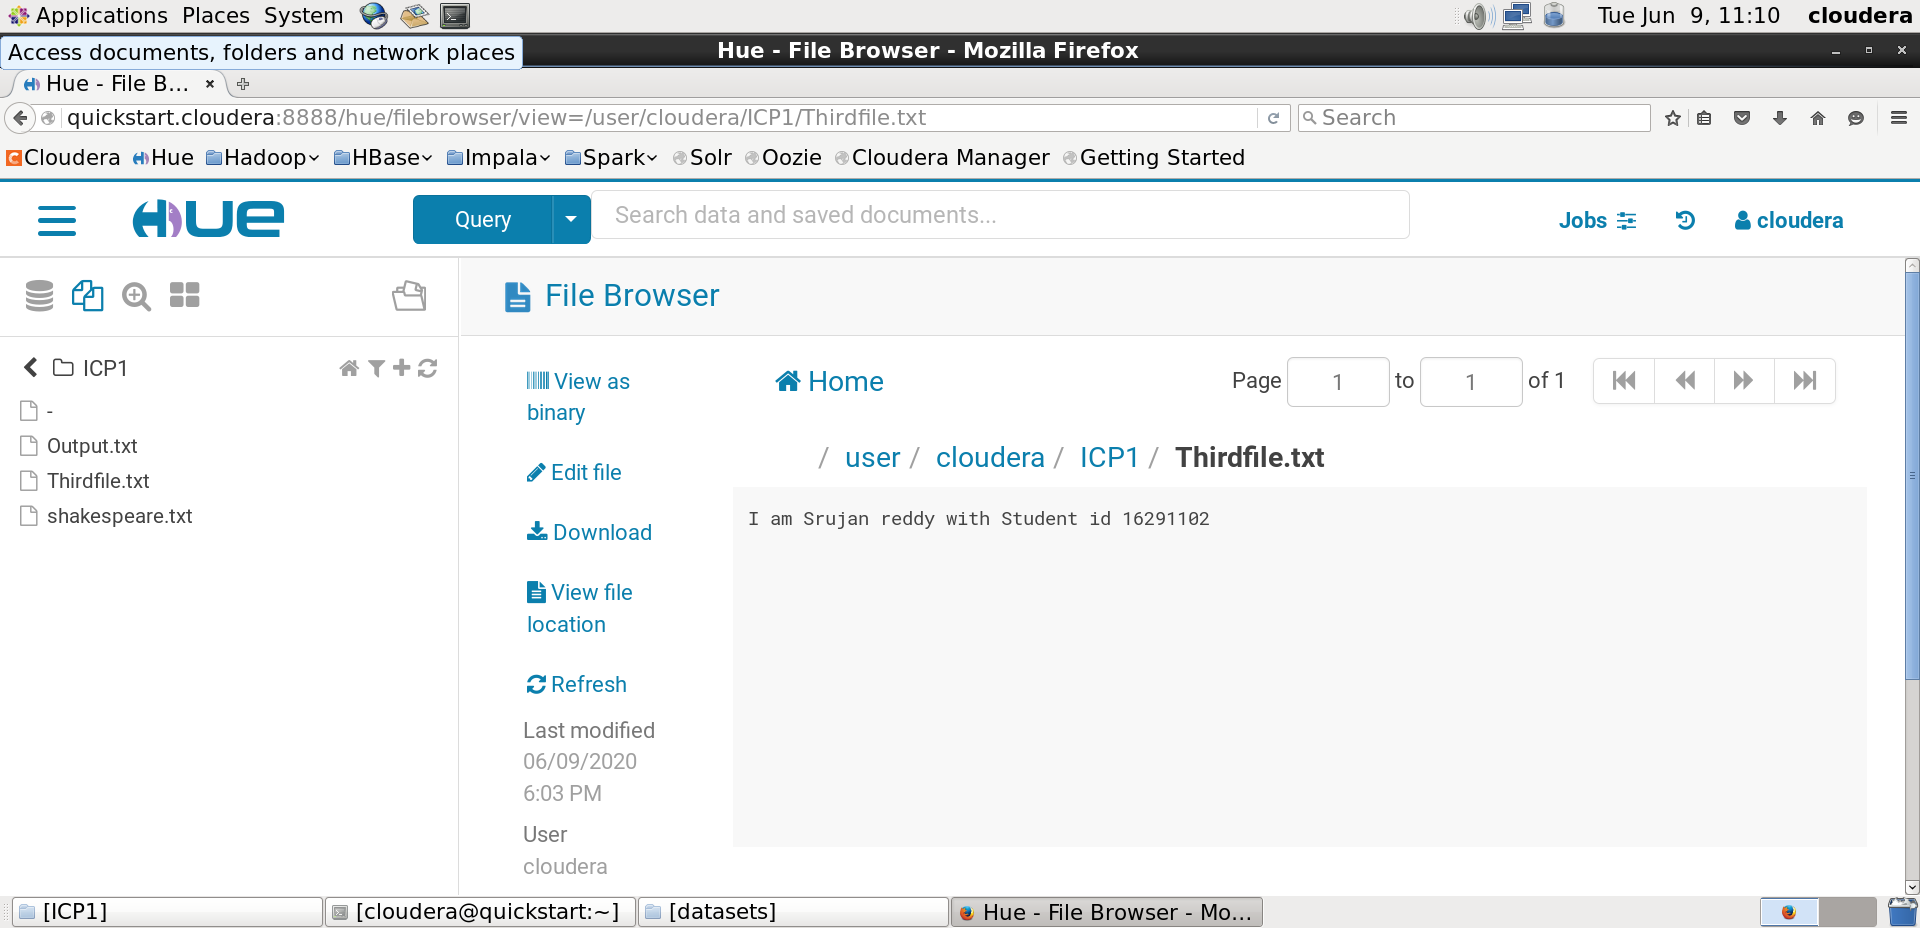 Applications Places System
Tue Jun 9, 11:10 cloudera
Access documents, folders and network places
Hue - File Browser - Mozilla Firefox
Hue - File B...
quickstart.cloudera:8888/hue/filebrowser/view=/user/cloudera/ICP1/Thirdfile.txt
Search
Cloudera Hue Hadoop HBase Impala Spark Solr Oozie Cloudera Manager Getting Started
HUE
Query
Search data and saved documents...
Jobs
cloudera
File Browser
ICP1
-
Output.txt
Thirdfile.txt
shakespeare.txt
View as
binary
Edit file
Download
View file
location
Refresh
Last modified
06/09/2020
6:03 PM
User
cloudera
Home
Page 1 to 1 of 1
/ user / cloudera / ICP1 / Thirdfile.txt
I am Srujan reddy with Student id 16291102
[ICP1]
[cloudera@quickstart:~]
[datasets]
Hue - File Browser - Mo...